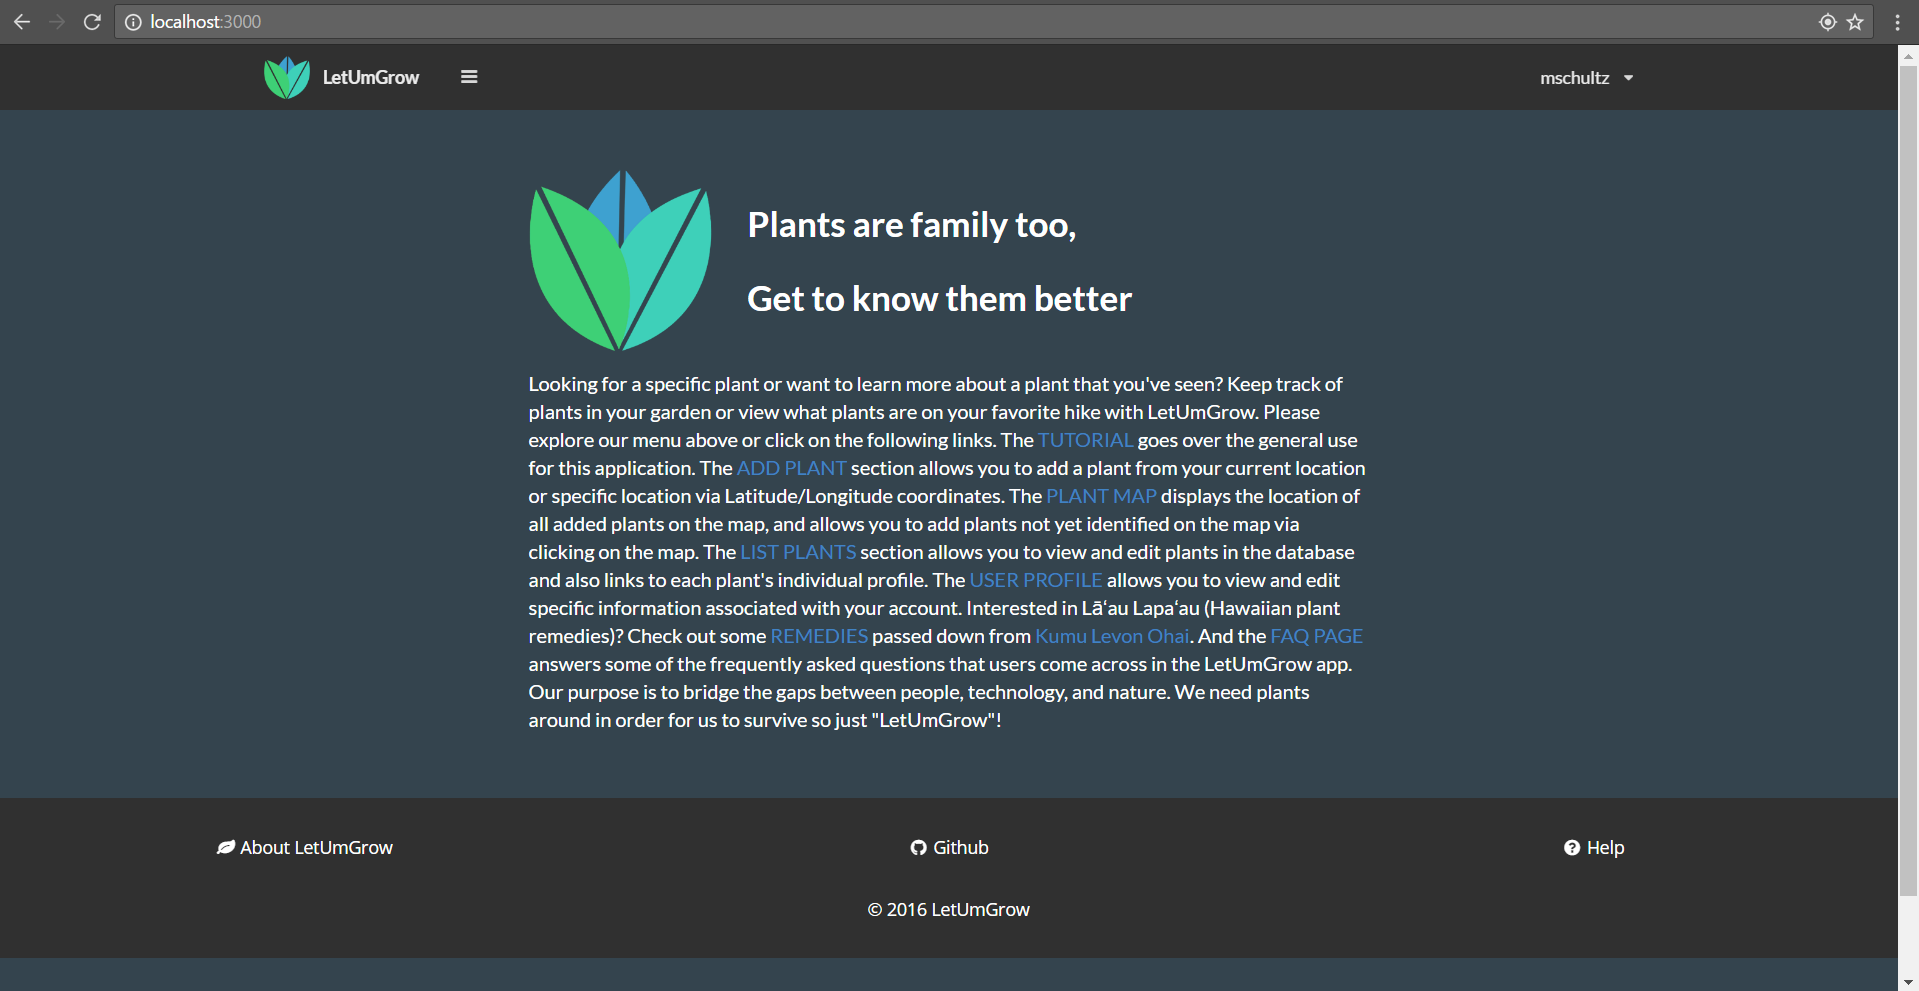 localhost:3000
LetUmGrow
mschultz
Plants are family too,
Get to know them better
Looking for a specific plant or want to learn more about a plant that you've seen? Keep track of
plants in your garden or view what plants are on your favorite hike with LetUmGrow. Please
explore our menu above or click on the following links. The TUTORIAL goes over the general use
for this application. The ADD PLANT section allows you to add a plant from your current location
or specific location via Latitude/Longitude coordinates. The PLANT MAP displays the location of
all added plants on the map, and allows you to add plants not yet identified on the map via
clicking on the map. The LIST PLANTS section allows you to view and edit plants in the database
and also links to each plant's individual profile. The USER PROFILE allows you to view and edit
specific information associated with your account. Interested in Lāʻau Lapaʻau (Hawaiian plant
remedies)? Check out some REMEDIES passed down from Kumu Levon Ohai. And the FAQ PAGE
answers some of the frequently asked questions that users come across in the LetUmGrow app.
Our purpose is to bridge the gaps between people, technology, and nature. We need plants
around in order for us to survive so just "LetUmGrow"!
About LetUmGrow
Github
Help
© 2016 LetUmGrow